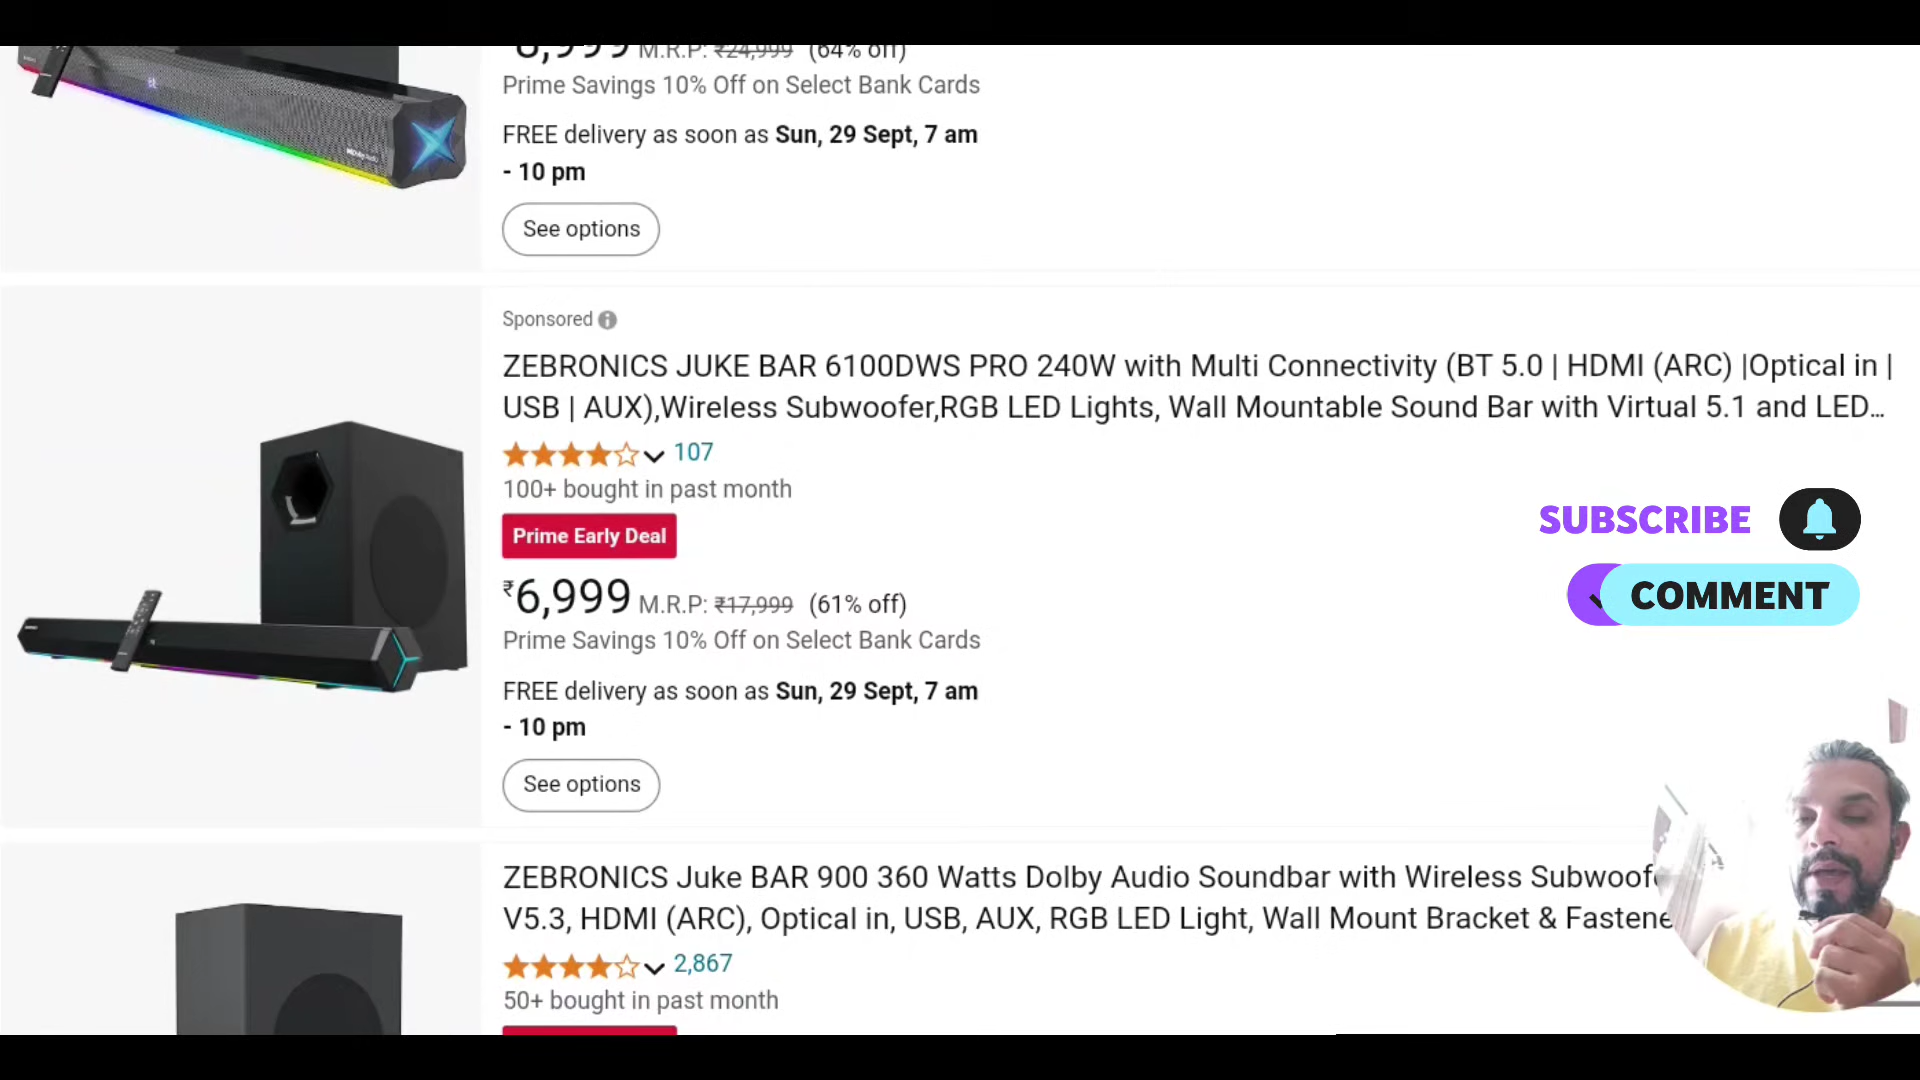 8,999 M.R.P: ₹24,999 (64% off)
Prime Savings 10% Off on Select Bank Cards
FREE delivery as soon as Sun, 29 Sept, 7 am
- 10 pm
See options
Sponsored
ZEBRONICS JUKE BAR 6100DWS PRO 240W with Multi Connectivity (BT 5.0 | HDMI (ARC) |Optical in |
USB | AUX),Wireless Subwoofer,RGB LED Lights, Wall Mountable Sound Bar with Virtual 5.1 and LED...
107
100+ bought in past month
Prime Early Deal
₹6,999 M.R.P: ₹17,999 (61% off)
Prime Savings 10% Off on Select Bank Cards
FREE delivery as soon as Sun, 29 Sept, 7 am
- 10 pm
See options
SUBSCRIBE
COMMENT
ZEBRONICS Juke BAR 900 360 Watts Dolby Audio Soundbar with Wireless Subwoof
V5.3, HDMI (ARC), Optical in, USB, AUX, RGB LED Light, Wall Mount Bracket & Fastene
2,867
50+ bought in past month